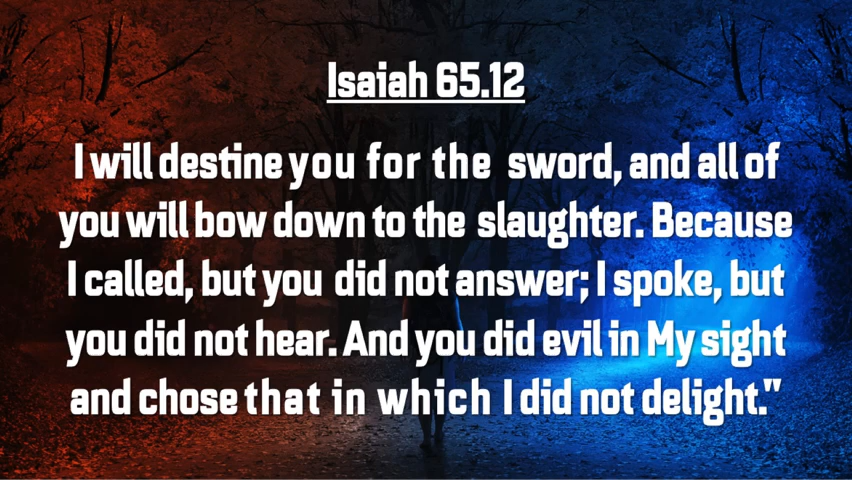 Isaiah 65.12
I will destine you for the sword, and all of
you will bow down to the slaughter. Because
I called, but you did not answer; I spoke, but
you did not hear. And you did evil in My sight
and chose that in which I did not delight."